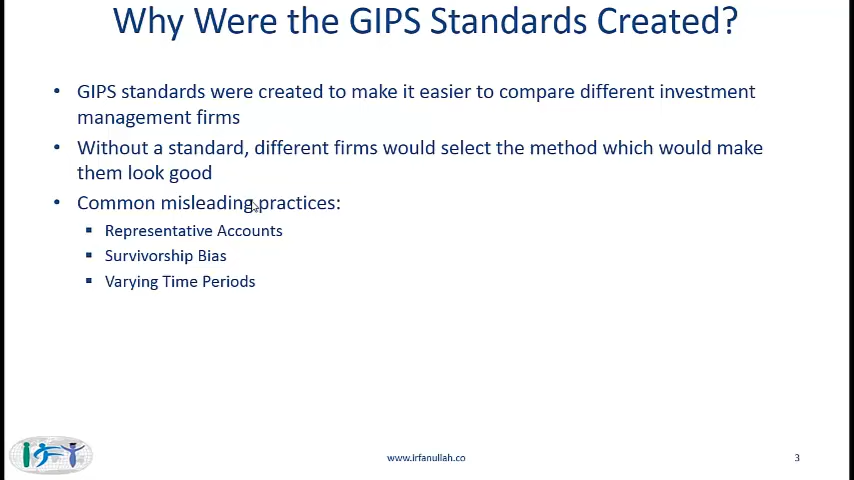 Why Were the GIPS Standards Created?
• GIPS standards were created to make it easier to compare different investment
management firms
• Without a standard, different firms would select the method which would make
them look good
• Common misleading practices:
▪ Representative Accounts
▪ Survivorship Bias
▪ Varying Time Periods
www.irfanullah.co
3